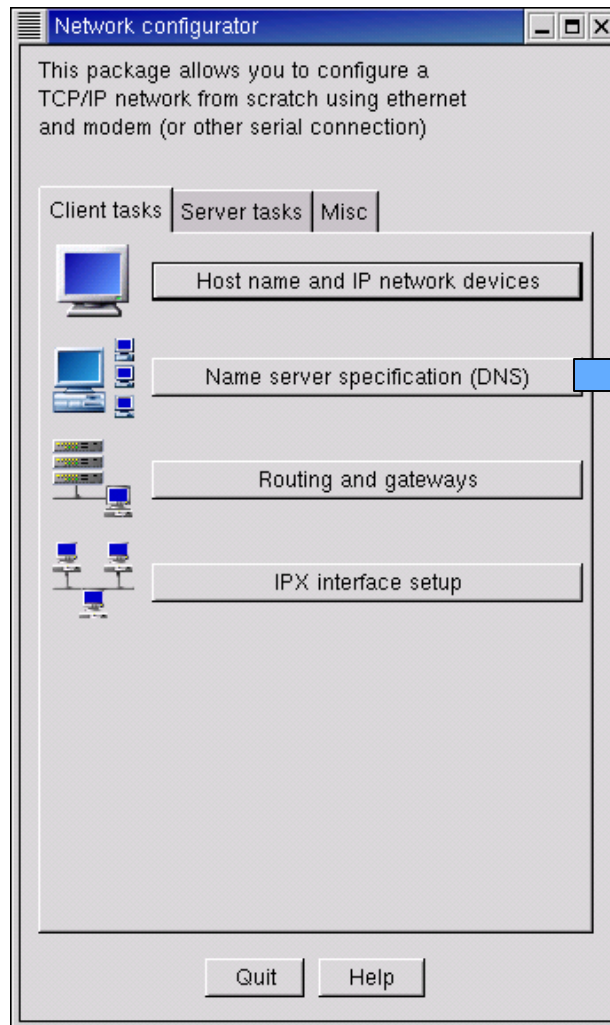 Network configurator
This package allows you to configure a
TCP/IP network from scratch using ethernet
and modem (or other serial connection)
Client tasks
Server tasks
Misc
Host name and IP network devices
Name server specification (DNS)
Routing and gateways
IPX interface setup
Quit
Help